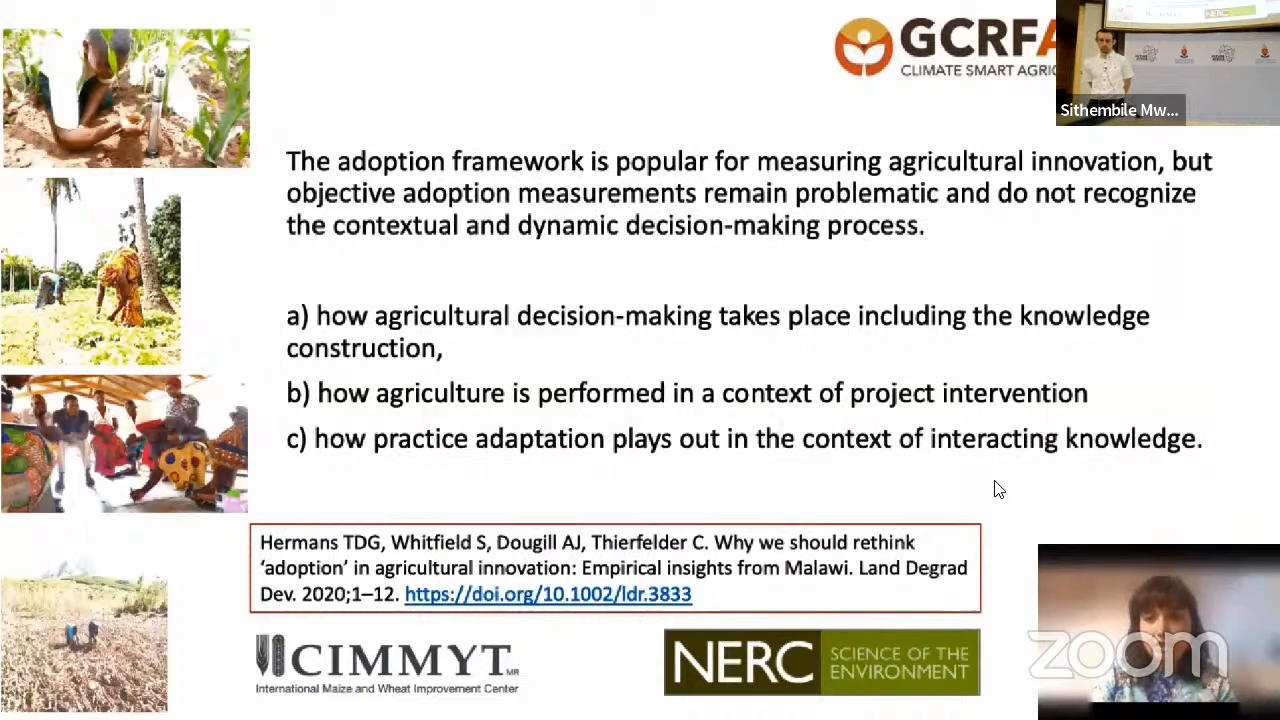 GCRFA
CLIMATE SMART AGRIC
NERC
Sithembile Mw...
The adoption framework is popular for measuring agricultural innovation, but
objective adoption measurements remain problematic and do not recognize
the contextual and dynamic decision-making process.
a) how agricultural decision-making takes place including the knowledge
construction,
b) how agriculture is performed in a context of project intervention
c) how practice adaptation plays out in the context of interacting knowledge.
Hermans TDG, Whitfield S, Dougill AJ, Thierfelder C. Why we should rethink
‘adoption’ in agricultural innovation: Empirical insights from Malawi. Land Degrad
Dev. 2020;1–12. https://doi.org/10.1002/ldr.3833
CIMMYT MR
International Maize and Wheat Improvement Center
NERC SCIENCE OF THE
ENVIRONMENT
zoom